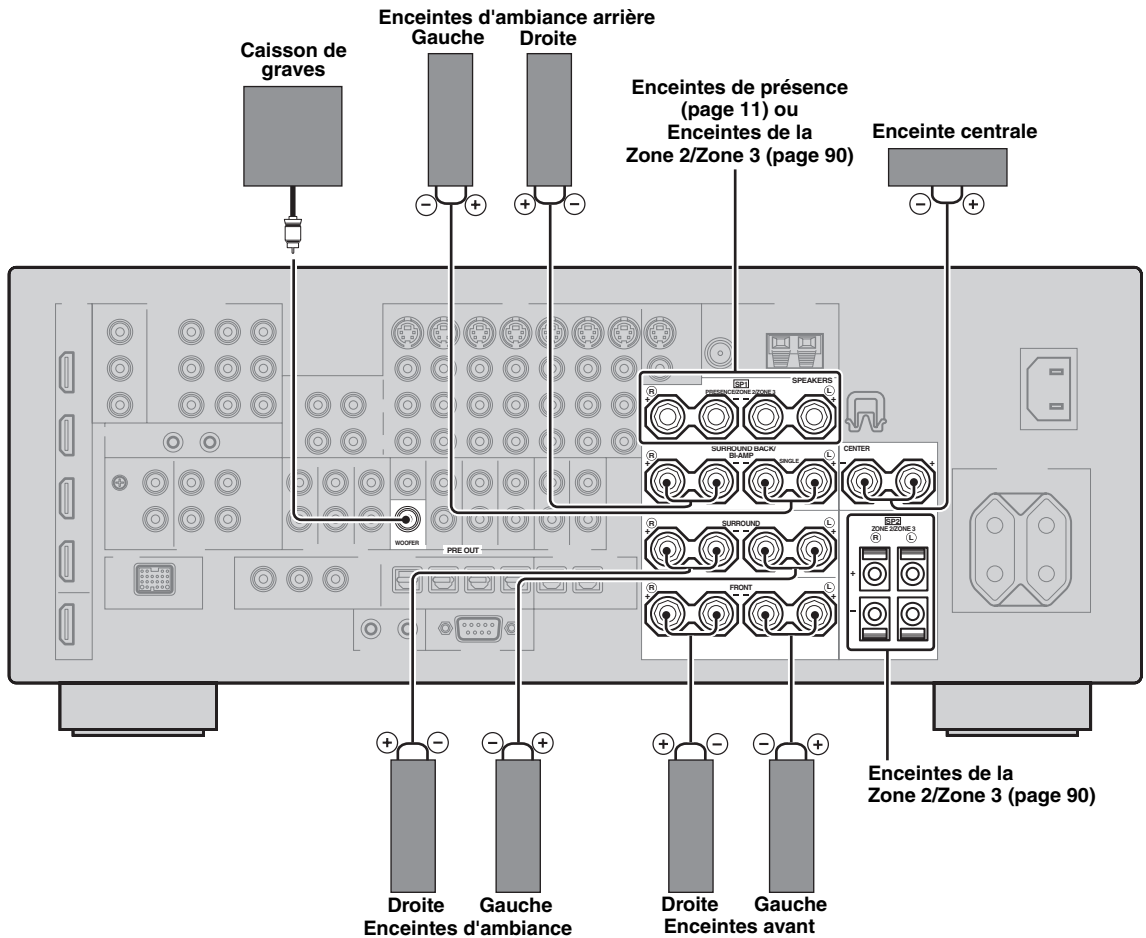 Enceintes d'ambiance arrière
Gauche Droite
Caisson de
graves
Enceintes de présence
(page 11) ou
Enceintes de la
Zone 2/Zone 3 (page 90)
Enceinte centrale
− + + −
− +
SP1
SPEAKERS
R PRESENCE/ZONE 2/ZONE 3 L
+ − − +
SURROUND BACK/
BI-AMP
R SINGLE L
+ − − +
CENTER
− +
SP2
ZONE 2/ZONE 3
R L
+
−
WOOFER
PRE OUT
R SURROUND L
+ − − +
R FRONT L
+ − − +
+ − − +
+ − − +
Enceintes de la
Zone 2/Zone 3 (page 90)
Droite Gauche
Enceintes d'ambiance
Droite Gauche
Enceintes avant